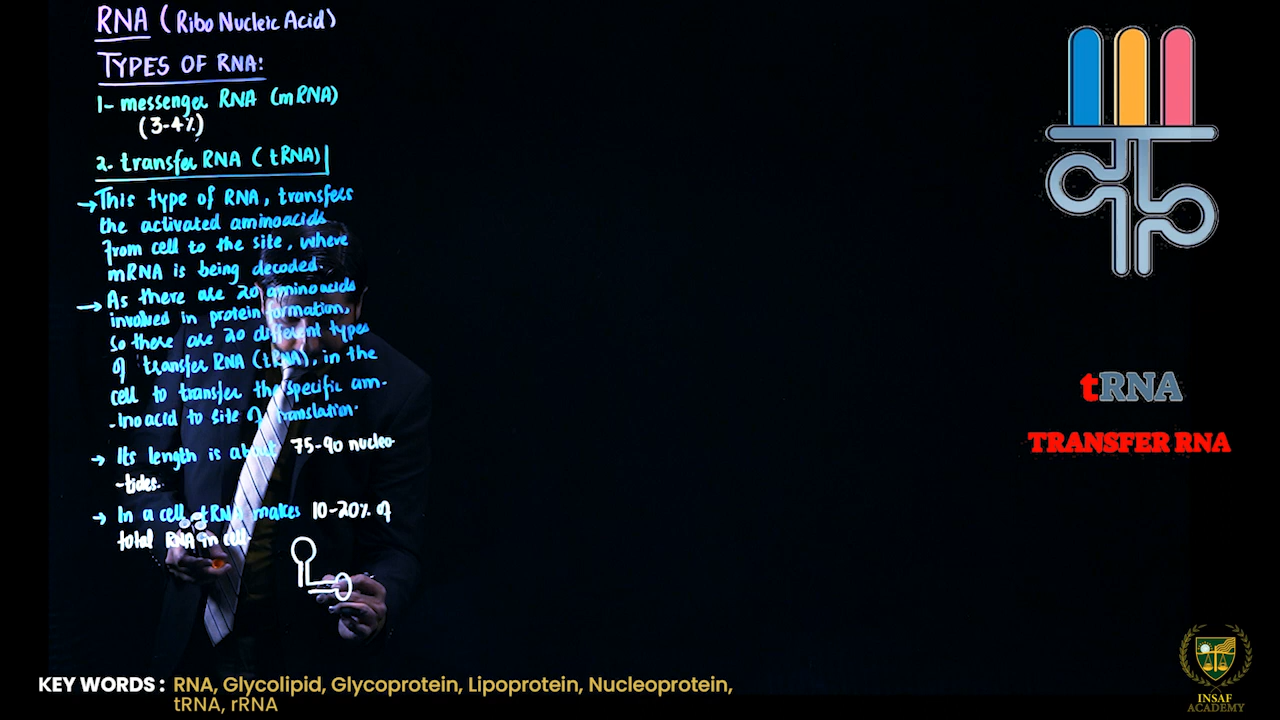 RNA (Ribo Nucleic Acid)
TYPES OF RNA:
1- messenger RNA (mRNA)
(3-4%)
2. transfer RNA (tRNA)
→ This type of RNA, transfers
the activated aminoacids
from cell to the site, where
mRNA is being decoded.
→ As there are 20 aminoacids
involved in protein formation,
so there are 20 different types
of transfer RNA (tRNA), in the
cell to transfer the specific am-
-inoacid to site of translation.
→ Its length is about 75-90 nucleo-
-tides.
→ In a cell tRNA makes 10-20% of
total RNA in cell
tRNA
TRANSFER RNA
KEY WORDS : RNA, Glycolipid, Glycoprotein, Lipoprotein, Nucleoprotein,
tRNA, rRNA
INSAF
ACADEMY